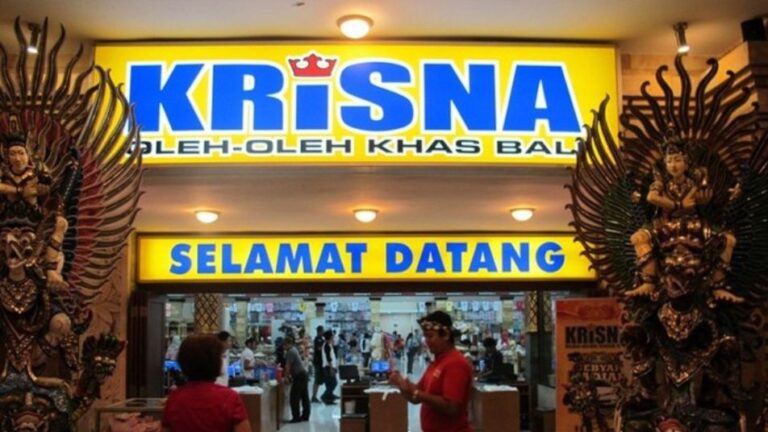 KRiSNA
OLEH-OLEH KHAS BALI
SELAMAT DATANG
KRiSNA